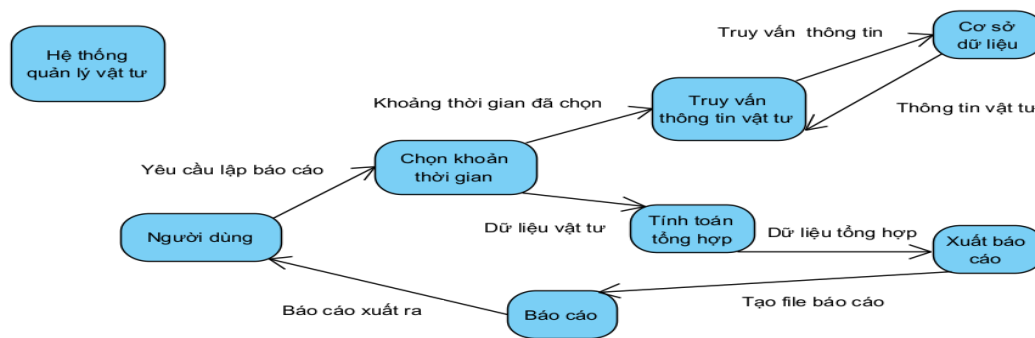 Hệ thống
quản lý vật tư
Truy vấn thông tin
Cơ sở
dữ liệu
Khoảng thời gian đã chọn
Truy vấn
thông tin vật tư
Thông tin vật tư
Yêu cầu lập báo cáo
Chọn khoản
thời gian
Người dùng
Dữ liệu vật tư
Tính toán
tổng hợp
Dữ liệu tổng hợp
Xuất báo
cáo
Báo cáo xuất ra
Báo cáo
Tạo file báo cáo